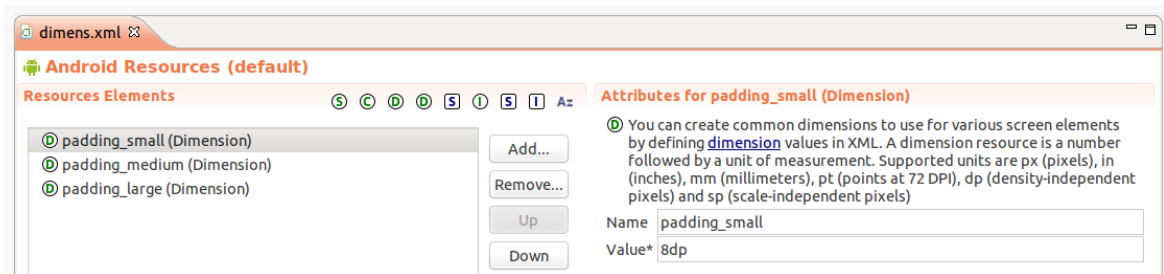 dimens.xml
Android Resources (default)
Resources Elements
S C D D S I S I Az
D padding_small (Dimension)
D padding_medium (Dimension)
D padding_large (Dimension)
Add...
Remove...
Up
Down
Attributes for padding_small (Dimension)
D You can create common dimensions to use for various screen elements
by defining dimension values in XML. A dimension resource is a number
followed by a unit of measurement. Supported units are px (pixels), in
(inches), mm (millimeters), pt (points at 72 DPI), dp (density-independent
pixels) and sp (scale-independent pixels)
Name padding_small
Value* 8dp